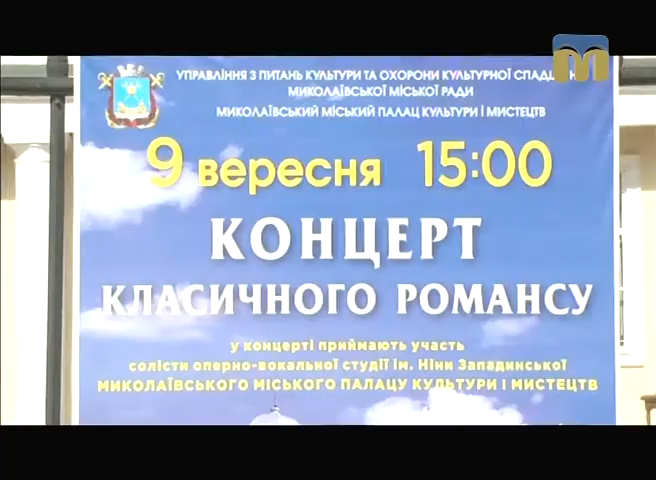 УПРАВЛІННЯ З ПИТАНЬ КУЛЬТУРИ ТА ОХОРОНИ КУЛЬТУРНОЇ
МИКОЛАЇВСЬКОЇ МІСЬКОЇ РАДИ
МИКОЛАЇВСЬКИЙ МІСЬКИЙ ПАЛАЦ КУЛЬТУРИ І МИСТЕЦТВ
9 вересня 15:00
КОНЦЕРТ
КЛАСИЧНОГО РОМАНСУ
у концерті приймають участь
солісти оперно-вокальної студії ім. Ніни Западинської
МИКОЛАЇВСЬКОГО МІСЬКОГО ПАЛАЦУ КУЛЬТУРИ І МИСТЕЦТВ